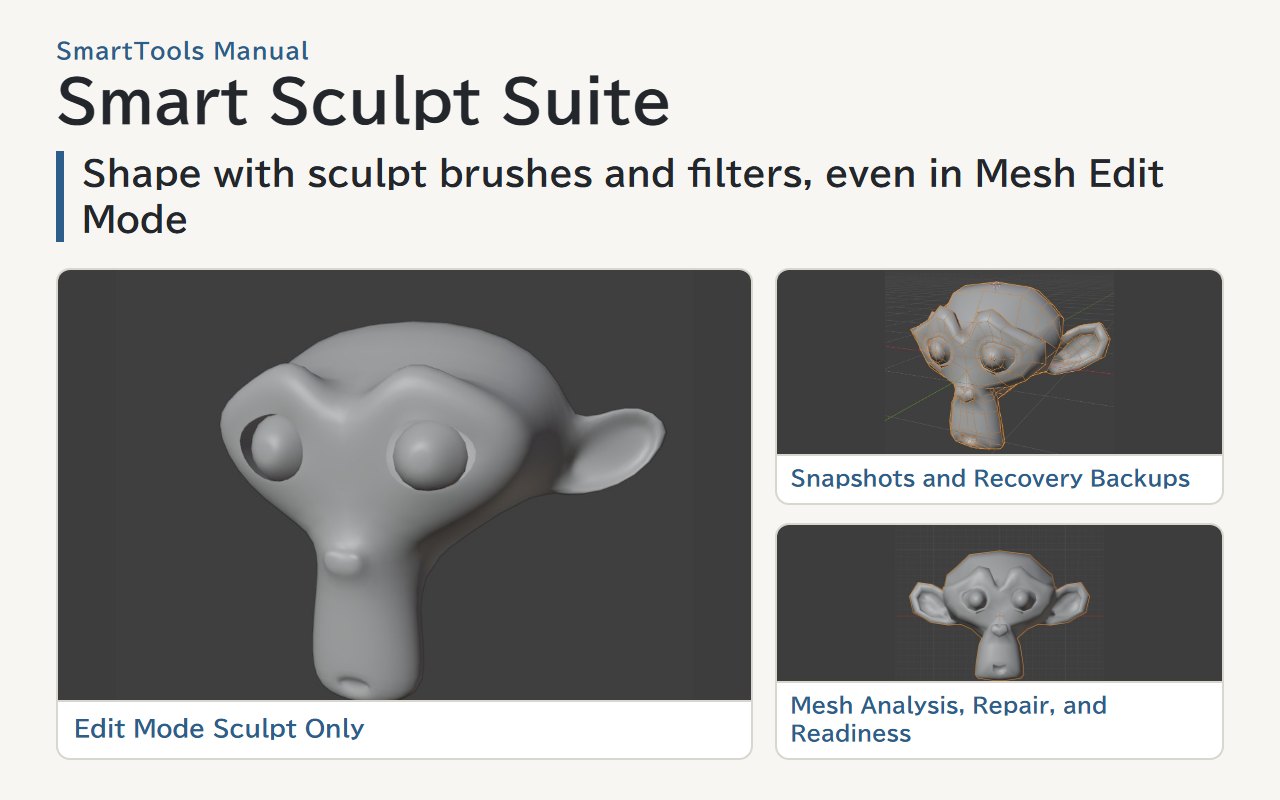 SmartTools Manual
Smart Sculpt Suite
Shape with sculpt brushes and filters, even in Mesh Edit
Mode
Edit Mode Sculpt Only
Snapshots and Recovery Backups
Mesh Analysis, Repair, and
Readiness